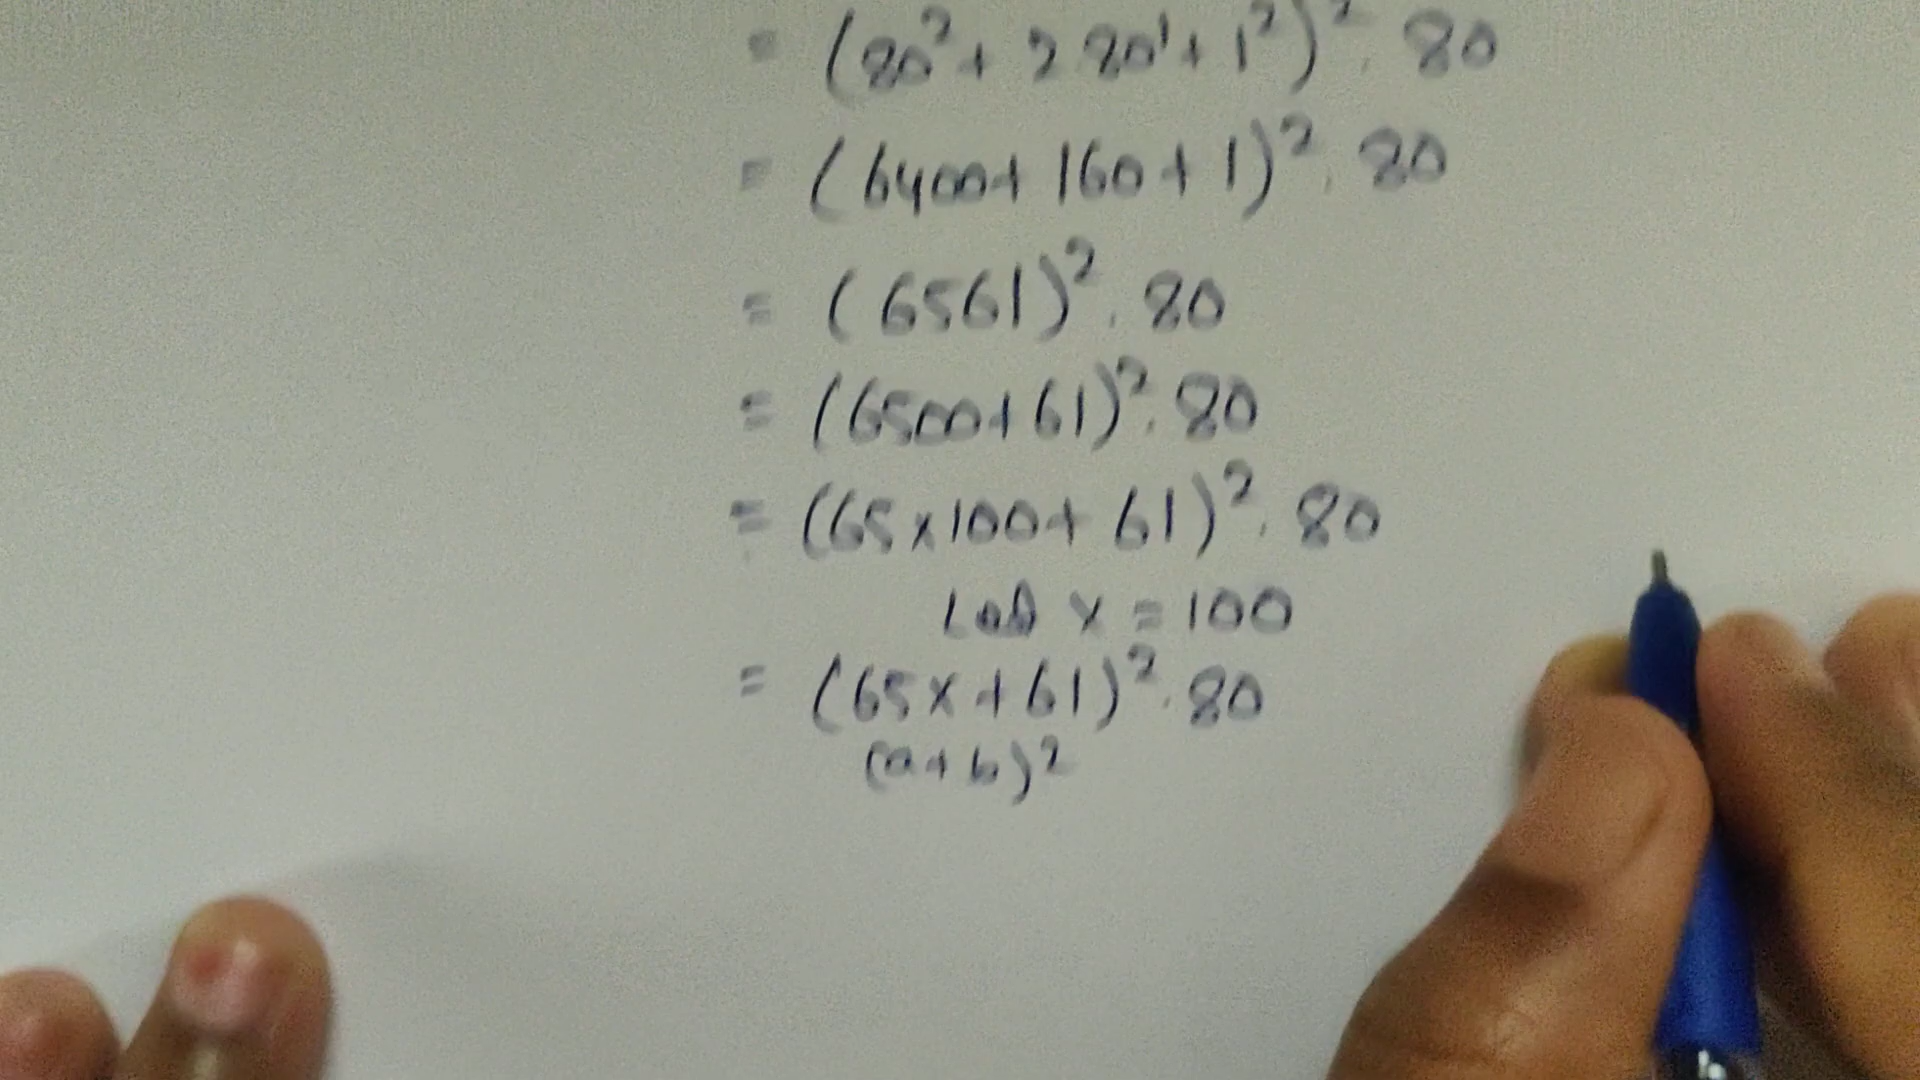 = (80² + 2.80.1 + 1²)². 80
= (6400 + 160 + 1)². 80
= (6561)². 80
= (6500 + 61)². 80
= (65 x 100 + 61)². 80
Let x = 100
= (65x + 61)². 80
(a + b)²